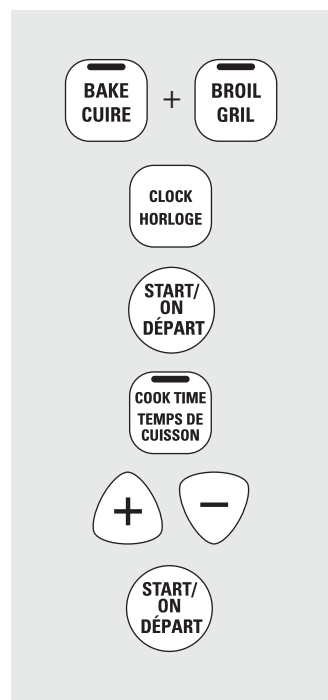 BAKE
CUIRE
+
BROIL
GRIL
CLOCK
HORLOGE
START/
ON
DÉPART
COOK TIME
TEMPS DE
CUISSON
+ −
START/
ON
DÉPART